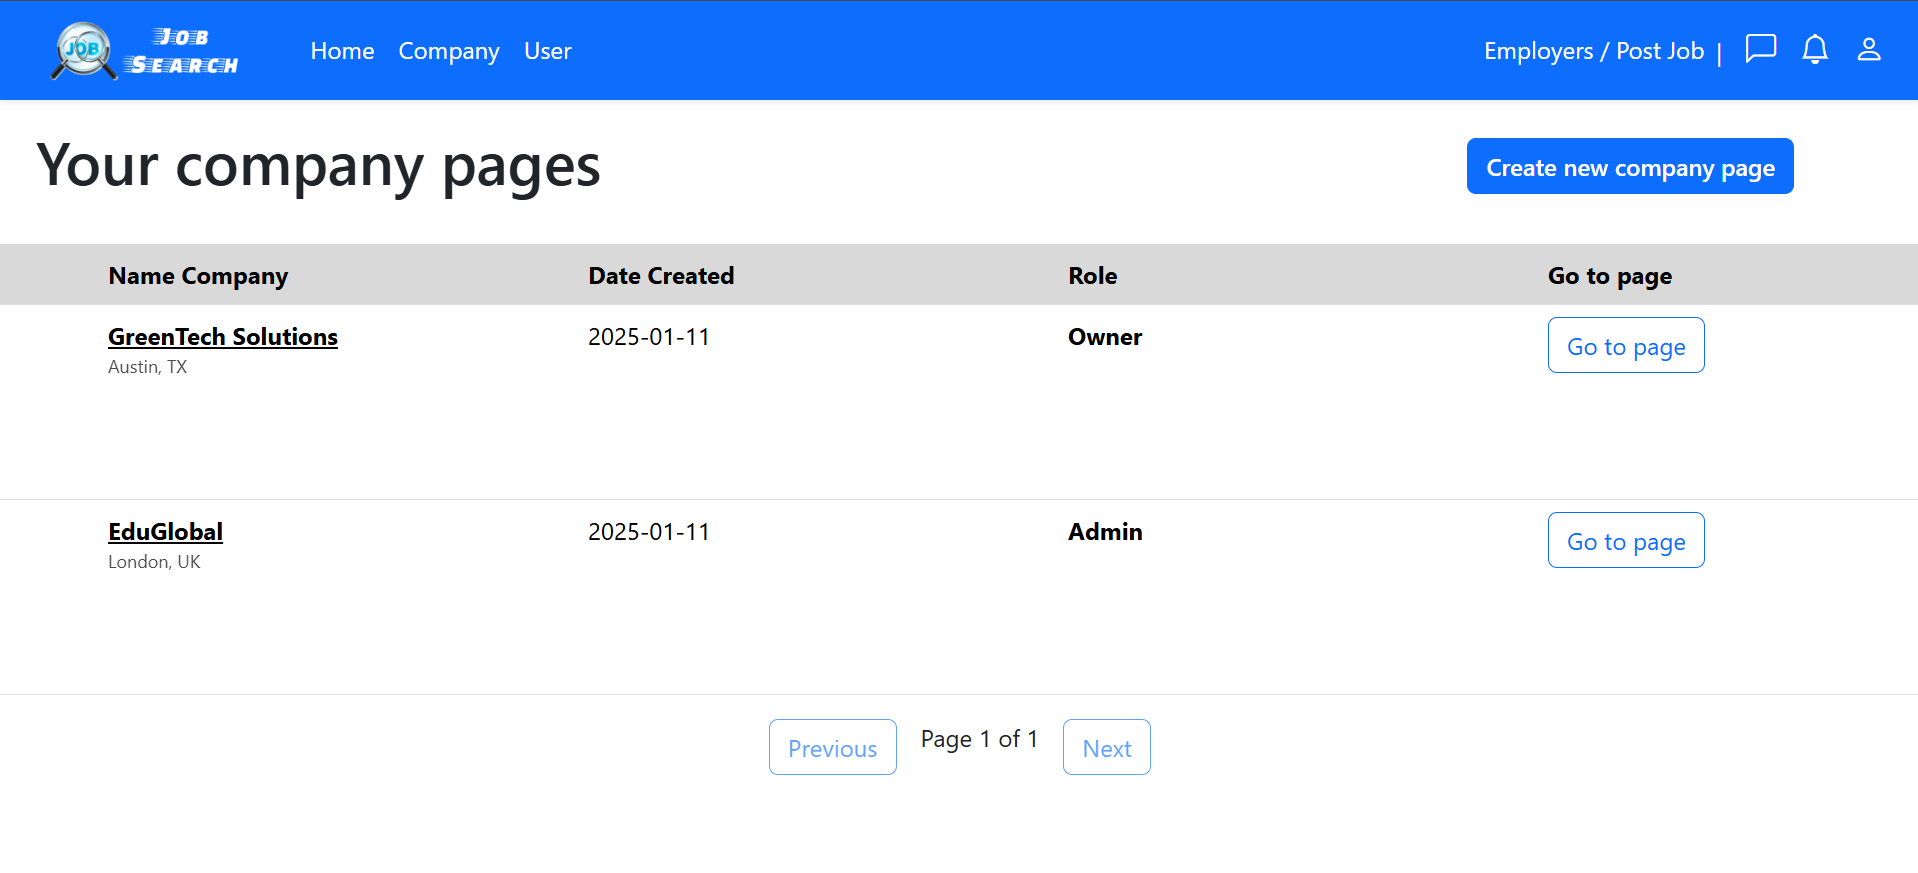 JOB
JOB
SEARCH
Home Company User
Employers / Post Job |
Your company pages
Create new company page
Name Company Date Created Role Go to page
GreenTech Solutions 2025-01-11 Owner Go to page
Austin, TX
EduGlobal 2025-01-11 Admin Go to page
London, UK
Previous Page 1 of 1 Next